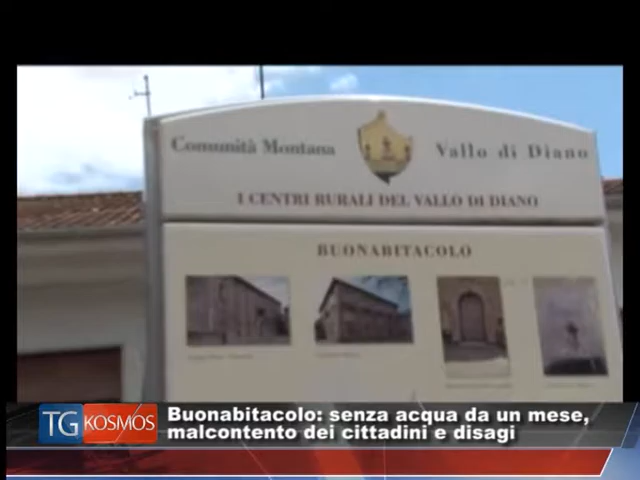 Comunità Montana Vallo di Diano
I CENTRI RURALI DEL VALLO DI DIANO
BUONABITACOLO
TG KOSMOS
Buonabitacolo: senza acqua da un mese,
malcontento dei cittadini e disagi